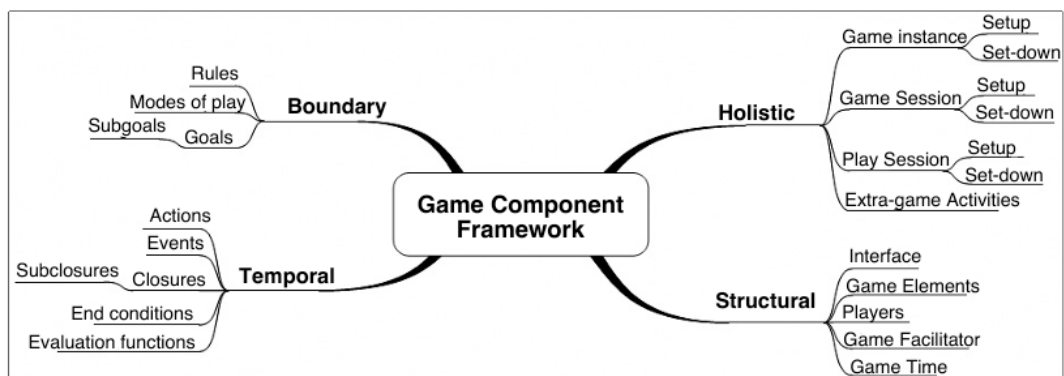 Game Component
Framework
Boundary
Rules
Modes of play
Goals
Subgoals
Temporal
Actions
Events
Closures
Subclosures
End conditions
Evaluation functions
Holistic
Game instance
Setup
Set-down
Game Session
Setup
Set-down
Play Session
Setup
Set-down
Extra-game Activities
Structural
Interface
Game Elements
Players
Game Facilitator
Game Time